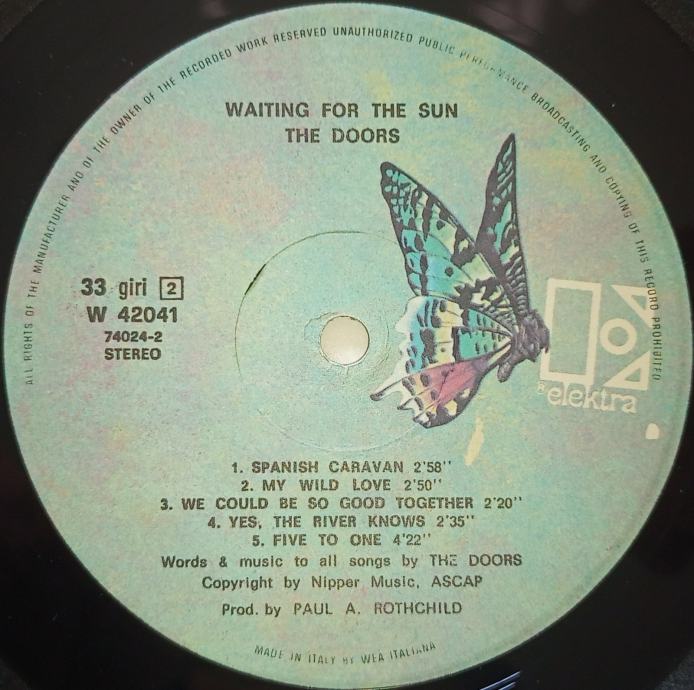 ALL RIGHTS OF THE MANUFACTURER AND OF THE OWNER OF THE RECORDED WORK RESERVED UNAUTHORIZED PUBLIC PERFORMANCE BROADCASTING AND COPYING OF THIS RECORD PROHIBITED
WAITING FOR THE SUN
THE DOORS
33 giri 2
W 42041
74024-2
STEREO
® elektra
1. SPANISH CARAVAN 2'58''
2. MY WILD LOVE 2'50''
3. WE COULD BE SO GOOD TOGETHER 2'20''
4. YES, THE RIVER KNOWS 2'35''
5. FIVE TO ONE 4'22''
Words & music to all songs by THE DOORS
Copyright by Nipper Music, ASCAP
Prod. by PAUL A. ROTHCHILD
MADE IN ITALY BY WEA ITALIANA